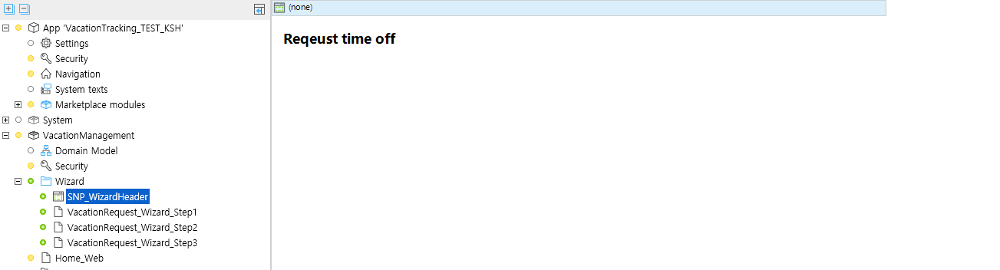 (none)
Reqeust time off
App 'VacationTracking_TEST_KSH'
Settings
Security
Navigation
System texts
Marketplace modules
System
VacationManagement
Domain Model
Security
Wizard
SNP_WizardHeader
VacationRequest_Wizard_Step1
VacationRequest_Wizard_Step2
VacationRequest_Wizard_Step3
Home_Web